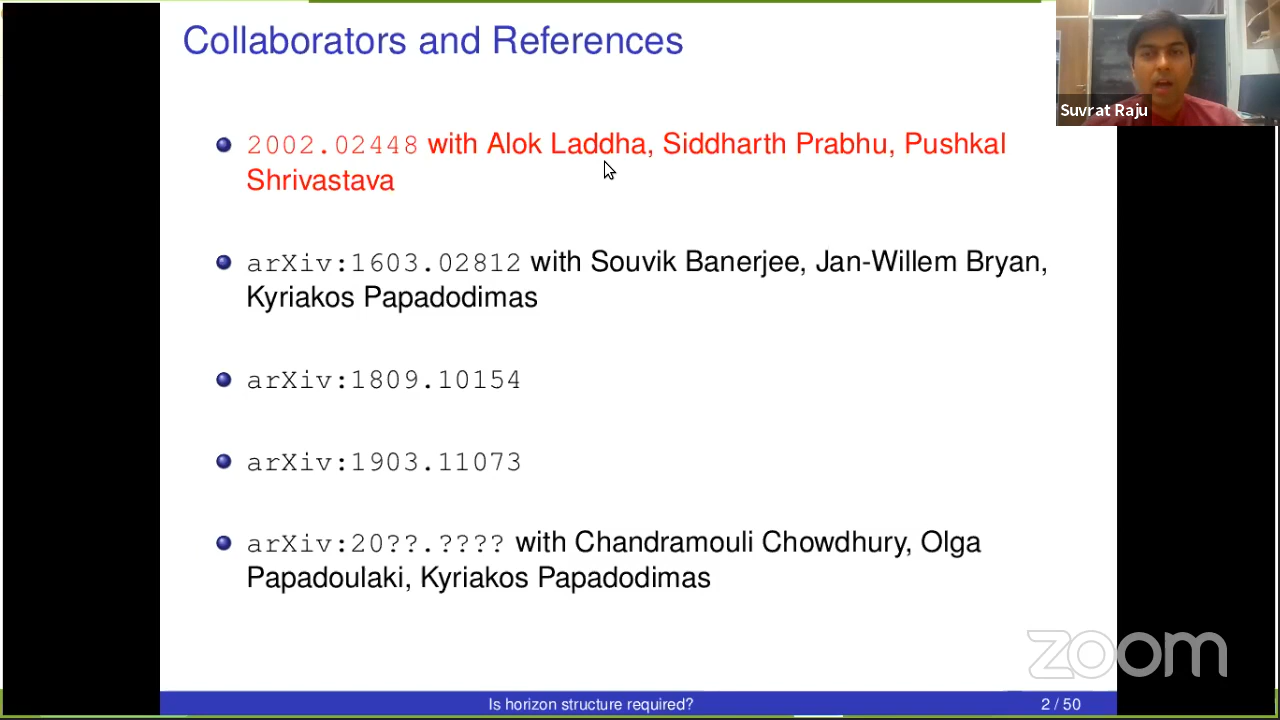 Collaborators and References
Suvrat Raju
2002.02448 with Alok Laddha, Siddharth Prabhu, Pushkal
Shrivastava
arXiv:1603.02812 with Souvik Banerjee, Jan-Willem Bryan,
Kyriakos Papadodimas
arXiv:1809.10154
arXiv:1903.11073
arXiv:20??.???? with Chandramouli Chowdhury, Olga
Papadoulaki, Kyriakos Papadodimas
zoom
Is horizon structure required?
2 / 50